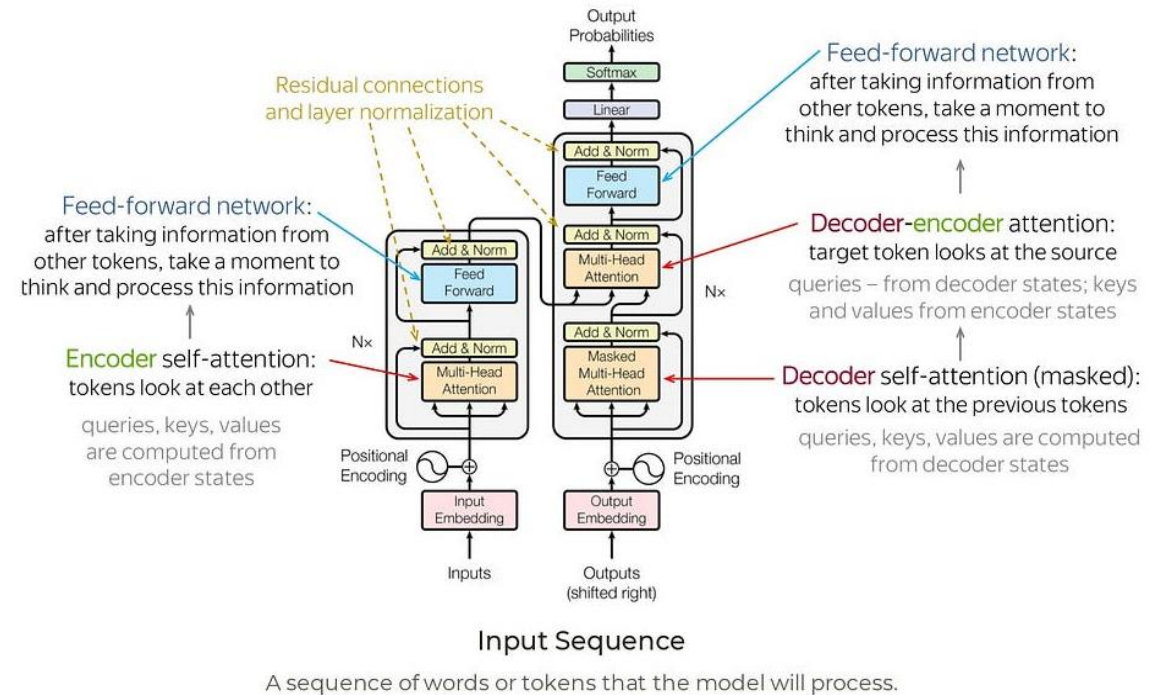 Output
Probabilities
Softmax
Linear
Add & Norm
Feed
Forward
Add & Norm
Multi-Head
Attention
Add & Norm
Masked
Multi-Head
Attention
Nx
Positional
Encoding
Output
Embedding
Outputs
(shifted right)
Residual connections
and layer normalization
Feed-forward network:
after taking information from
other tokens, take a moment to
think and process this information
Encoder self-attention:
tokens look at each other
queries, keys, values
are computed from
encoder states
Nx
Add & Norm
Feed
Forward
Add & Norm
Multi-Head
Attention
Positional
Encoding
Input
Embedding
Inputs
Feed-forward network:
after taking information from
other tokens, take a moment to
think and process this information
Decoder-encoder attention:
target token looks at the source
queries – from decoder states; keys
and values from encoder states
Decoder self-attention (masked):
tokens look at the previous tokens
queries, keys, values are computed
from decoder states
Input Sequence
A sequence of words or tokens that the model will process.